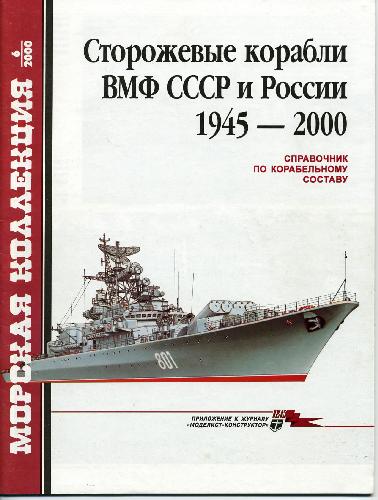 6
2000
МОРСКАЯ КОЛЛЕКЦИЯ
Сторожевые корабли
ВМФ СССР и России
1945 — 2000
СПРАВОЧНИК
ПО КОРАБЕЛЬНОМУ
СОСТАВУ
801
ПРИЛОЖЕНИЕ К ЖУРНАЛУ
«МОДЕЛИСТ-КОНСТРУКТОР»